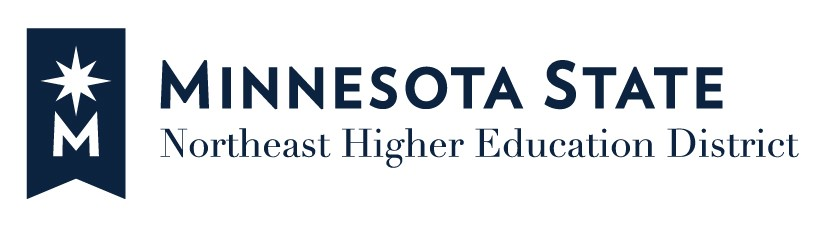 M
MINNESOTA STATE
Northeast Higher Education District